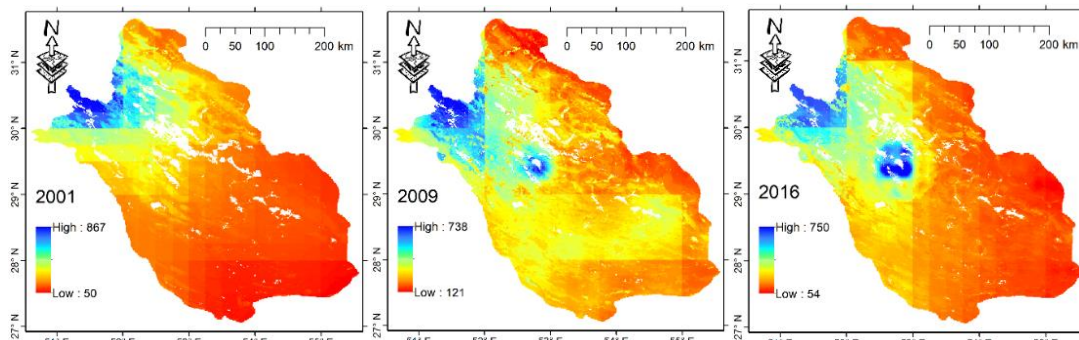 N
0 50 100 200 km
31° N
30° N
29° N
28° N
27° N
2001
High : 867
Low : 50
N
0 50 100 200 km
31° N
30° N
29° N
28° N
27° N
2009
High : 738
Low : 121
N
0 50 100 200 km
31° N
30° N
29° N
28° N
27° N
2016
High : 750
Low : 54